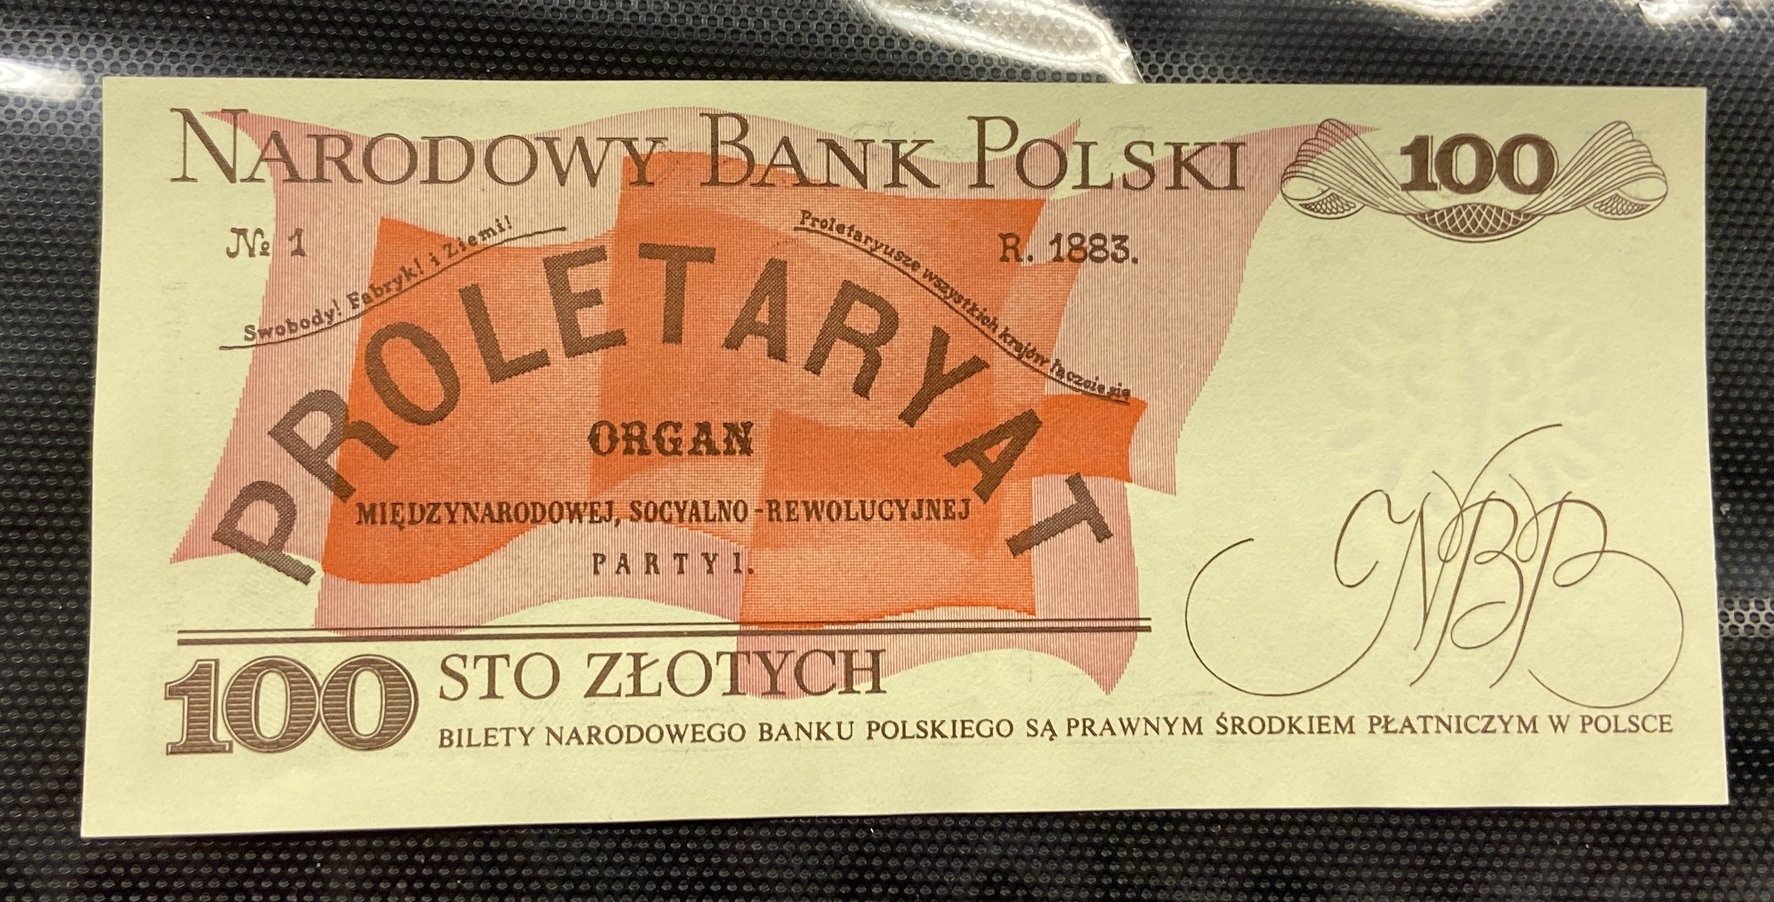 NARODOWY BANK POLSKI
100
№ 1
Swobody! Fabryk! i Ziemi!
Proletaryusze wszystkich krajów łączcie się
R. 1883.
PROLETARYAT
ORGAN
MIĘDZYNARODOWEJ, SOCYALNO-REWOLUCYJNEJ
PARTYI.
NBP
100
STO ZŁOTYCH
BILETY NARODOWEGO BANKU POLSKIEGO SĄ PRAWNYM ŚRODKIEM PŁATNICZYM W POLSCE